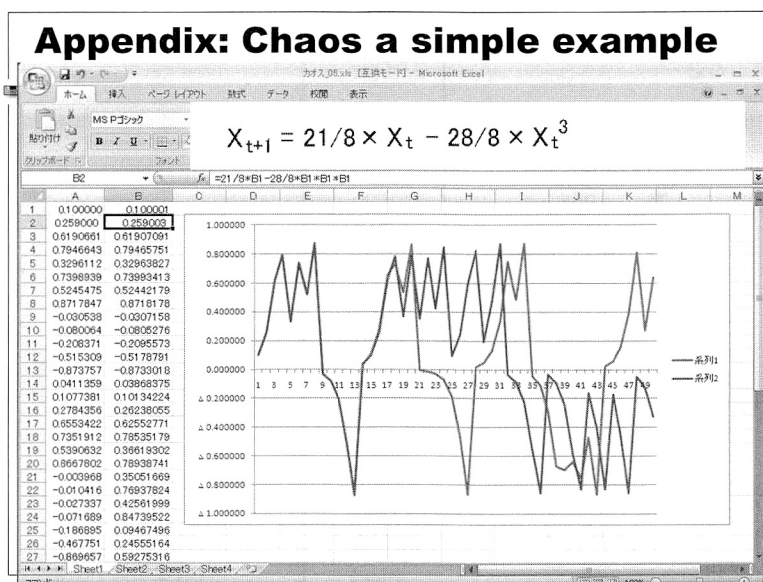 Appendix: Chaos a simple example
カオス_05.xls [互換モード] - Microsoft Excel
ホーム 挿入 ページ レイアウト 数式 データ 校閲 表示
MS Pゴシック
貼り付け
B I U
クリップボード フォント
X_{t+1} = 21/8 × X_t − 28/8 × X_t^3
B2 fx =21/8*B1-28/8*B1*B1*B1
A B C D E F G H I J K L M
1 0.100000 0.100001
2 0.259000 0.259003
3 0.6190661 0.61907091
4 0.7946643 0.79465751
5 0.3296112 0.32963827
6 0.7398939 0.73993413
7 0.5245475 0.52442179
8 0.8717847 0.8718178
9 -0.030538 -0.0307158
10 -0.080064 -0.0805276
11 -0.208371 -0.2095573
12 -0.515309 -0.5178791
13 -0.873757 -0.8733018
14 0.0411359 0.03868375
15 0.1077381 0.10134224
16 0.2784356 0.26238055
17 0.6553422 0.62552771
18 0.7351912 0.78535179
19 0.5390632 0.36619302
20 0.8667802 0.78938741
21 -0.003968 0.35051669
22 -0.010416 0.76937824
23 -0.027337 0.42561999
24 -0.071689 0.84739522
25 -0.186895 0.09467496
26 -0.467751 0.24555164
27 -0.869657 0.59275316
1.000000
0.800000
0.600000
0.400000
0.200000
0.000000
1 3 5 7 9 11 13 15 17 19 21 23 25 27 29 31 33 35 37 39 41 43 45 47 49
△ 0.200000
△ 0.400000
△ 0.600000
△ 0.800000
△ 1.000000
系列1
系列2
Sheet1 Sheet2 Sheet3 Sheet4